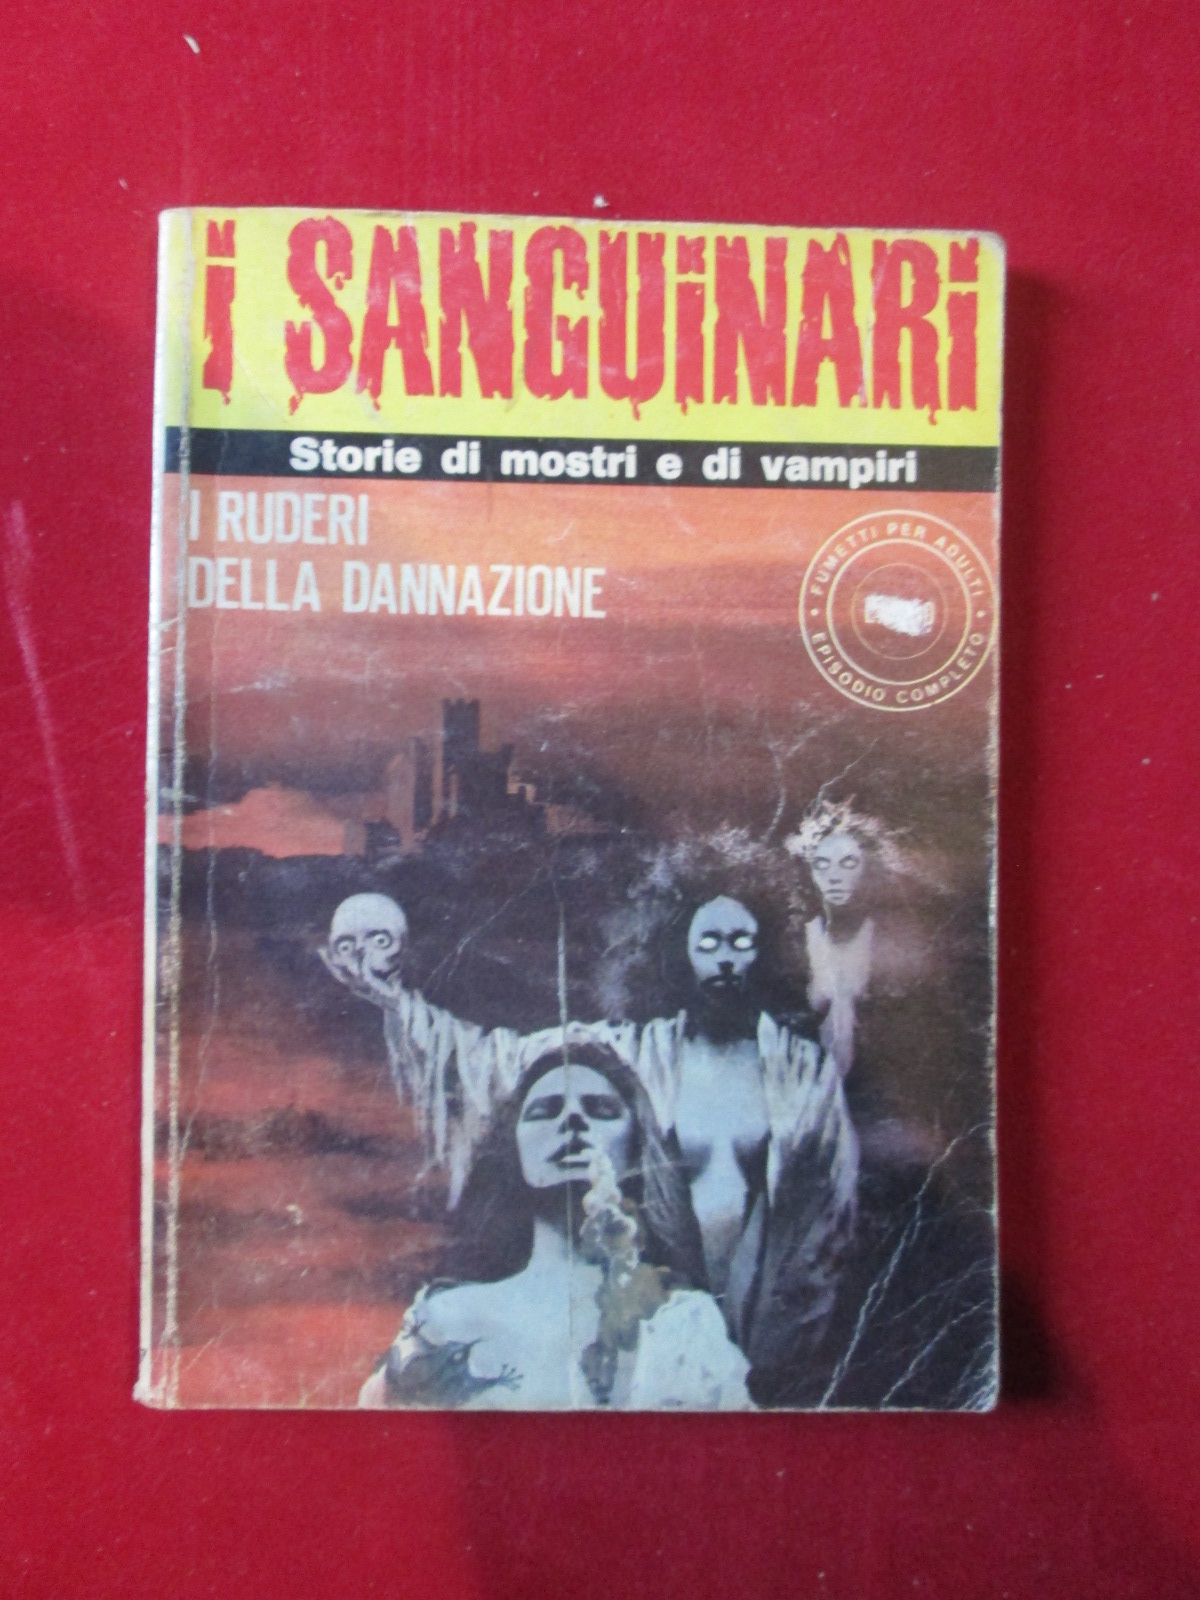 i SANGUiNARi
Storie di mostri e di vampiri
I RUDERI
DELLA DANNAZIONE
• FUMETTI PER ADULTI •
EPISODIO COMPLETO